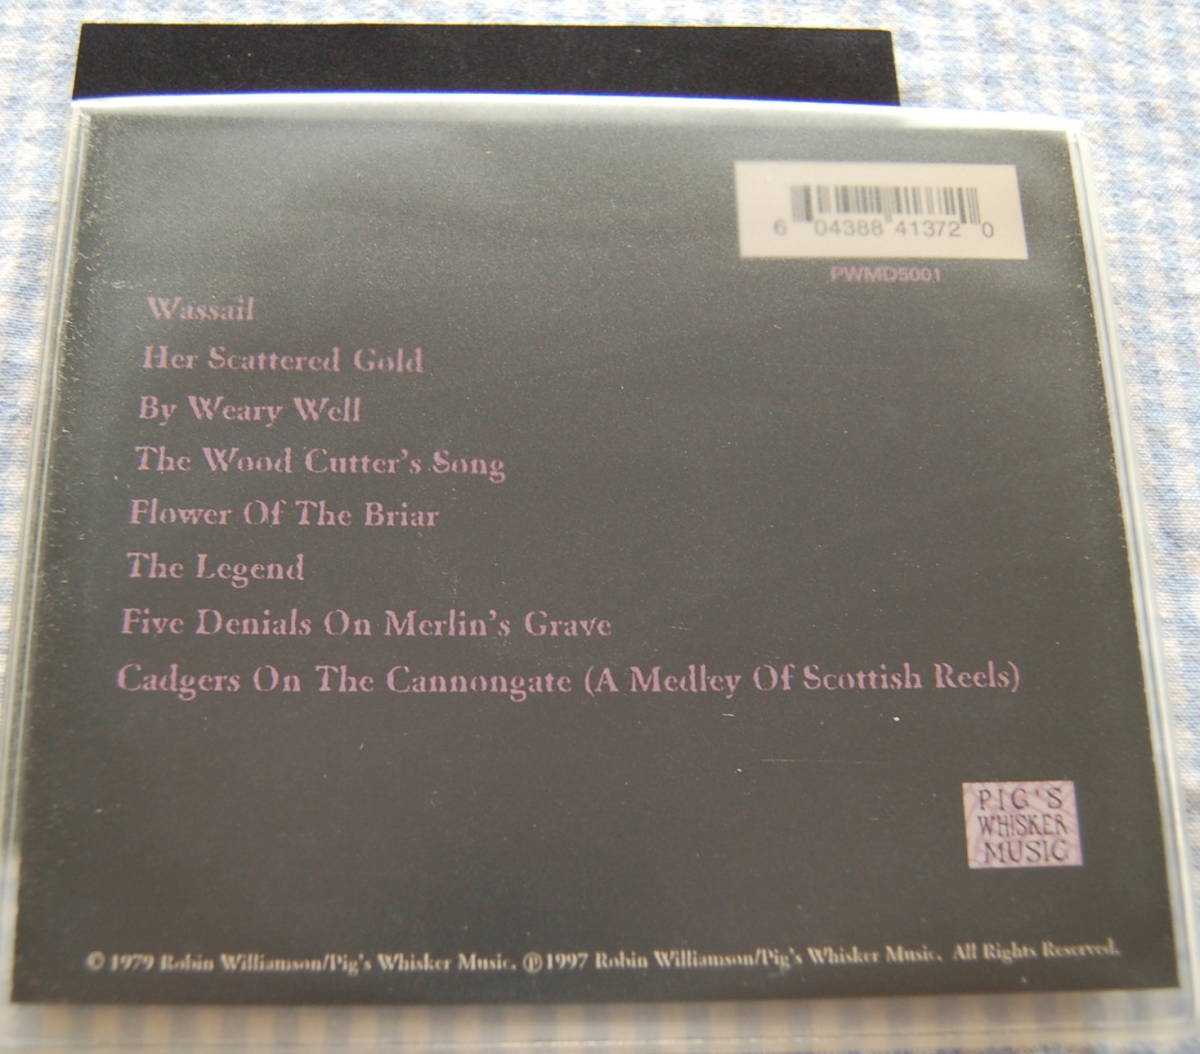 6 04388 41372 0
PWMD5001
Wassail
Her Scattered Gold
By Weary Well
The Wood Cutter's Song
Flower Of The Briar
The Legend
Five Denials On Merlin's Grave
Cadgers On The Cannongate (A Medley Of Scottish Reels)
PIG'S
WHISKER
MUSIC
© 1979 Robin Williamson/Pig's Whisker Music. ℗ 1997 Robin Williamson/Pig's Whisker Music. All Rights Reserved.